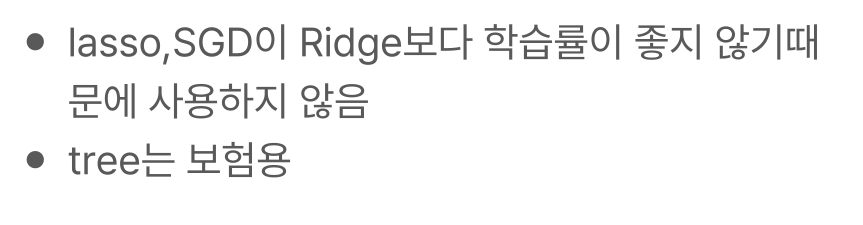 • lasso,SGD이 Ridge보다 학습률이 좋지 않기때
문에 사용하지 않음
• tree는 보험용